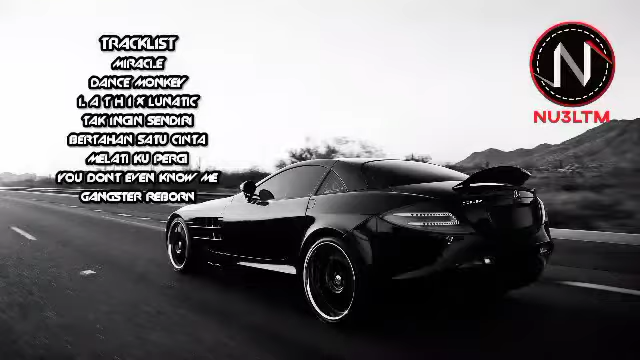 TRACKLIST
MIRACLE
DANCE MONKEY
L A T H I X LUNATIC
TAK INGIN SENDIRI
BERTAHAN SATU CINTA
MELATI KU PERGI
YOU DONT EVEN KNOW ME
GANGSTER REBORN
N
NU3LTM